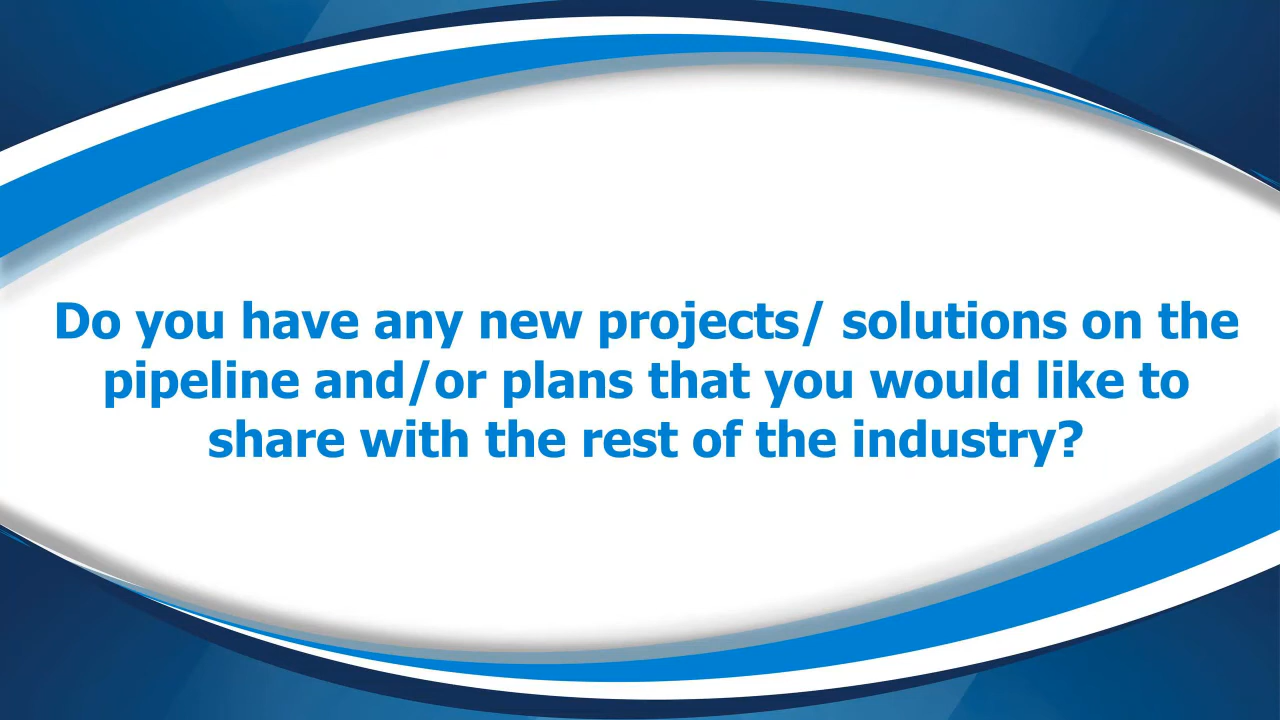 Do you have any new projects/ solutions on the
pipeline and/or plans that you would like to
share with the rest of the industry?